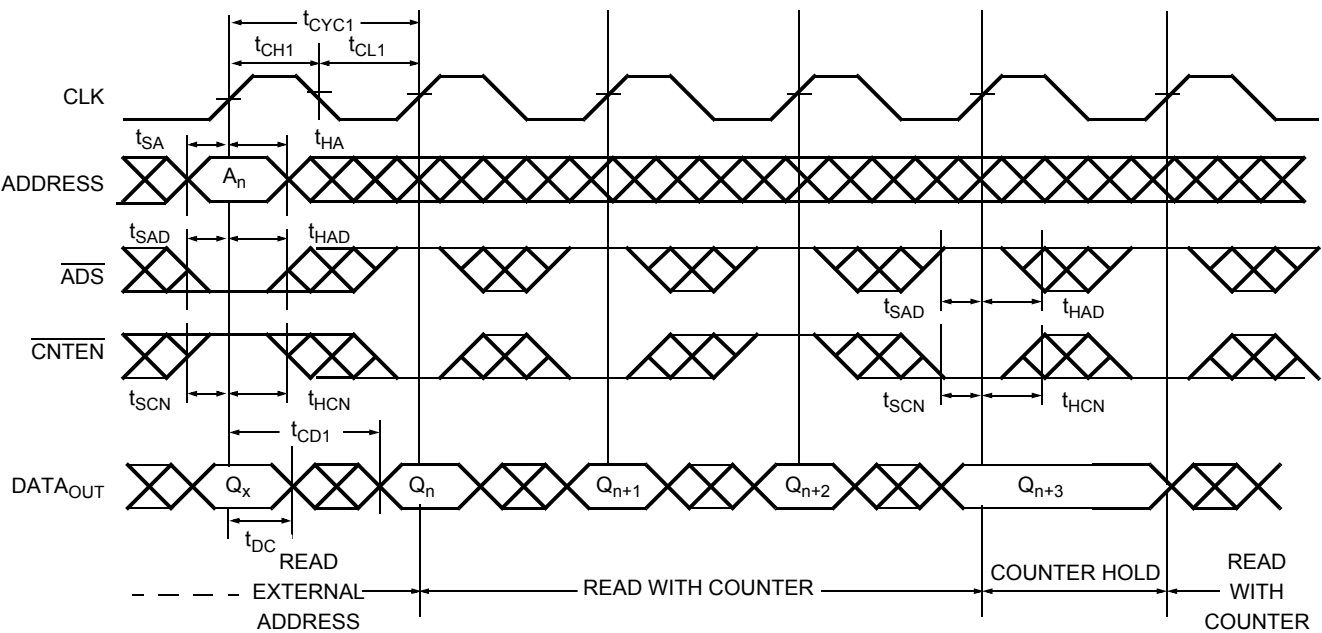 tCYC1
tCH1 tCL1
CLK
tSA tHA
ADDRESS An
tSAD tHAD
ADS
tSAD tHAD
CNTEN
tSCN tHCN tSCN tHCN
tCD1
DATAOUT Qx Qn Qn+1 Qn+2 Qn+3
tDC
READ
EXTERNAL
ADDRESS
READ WITH COUNTER
COUNTER HOLD
READ
WITH
COUNTER